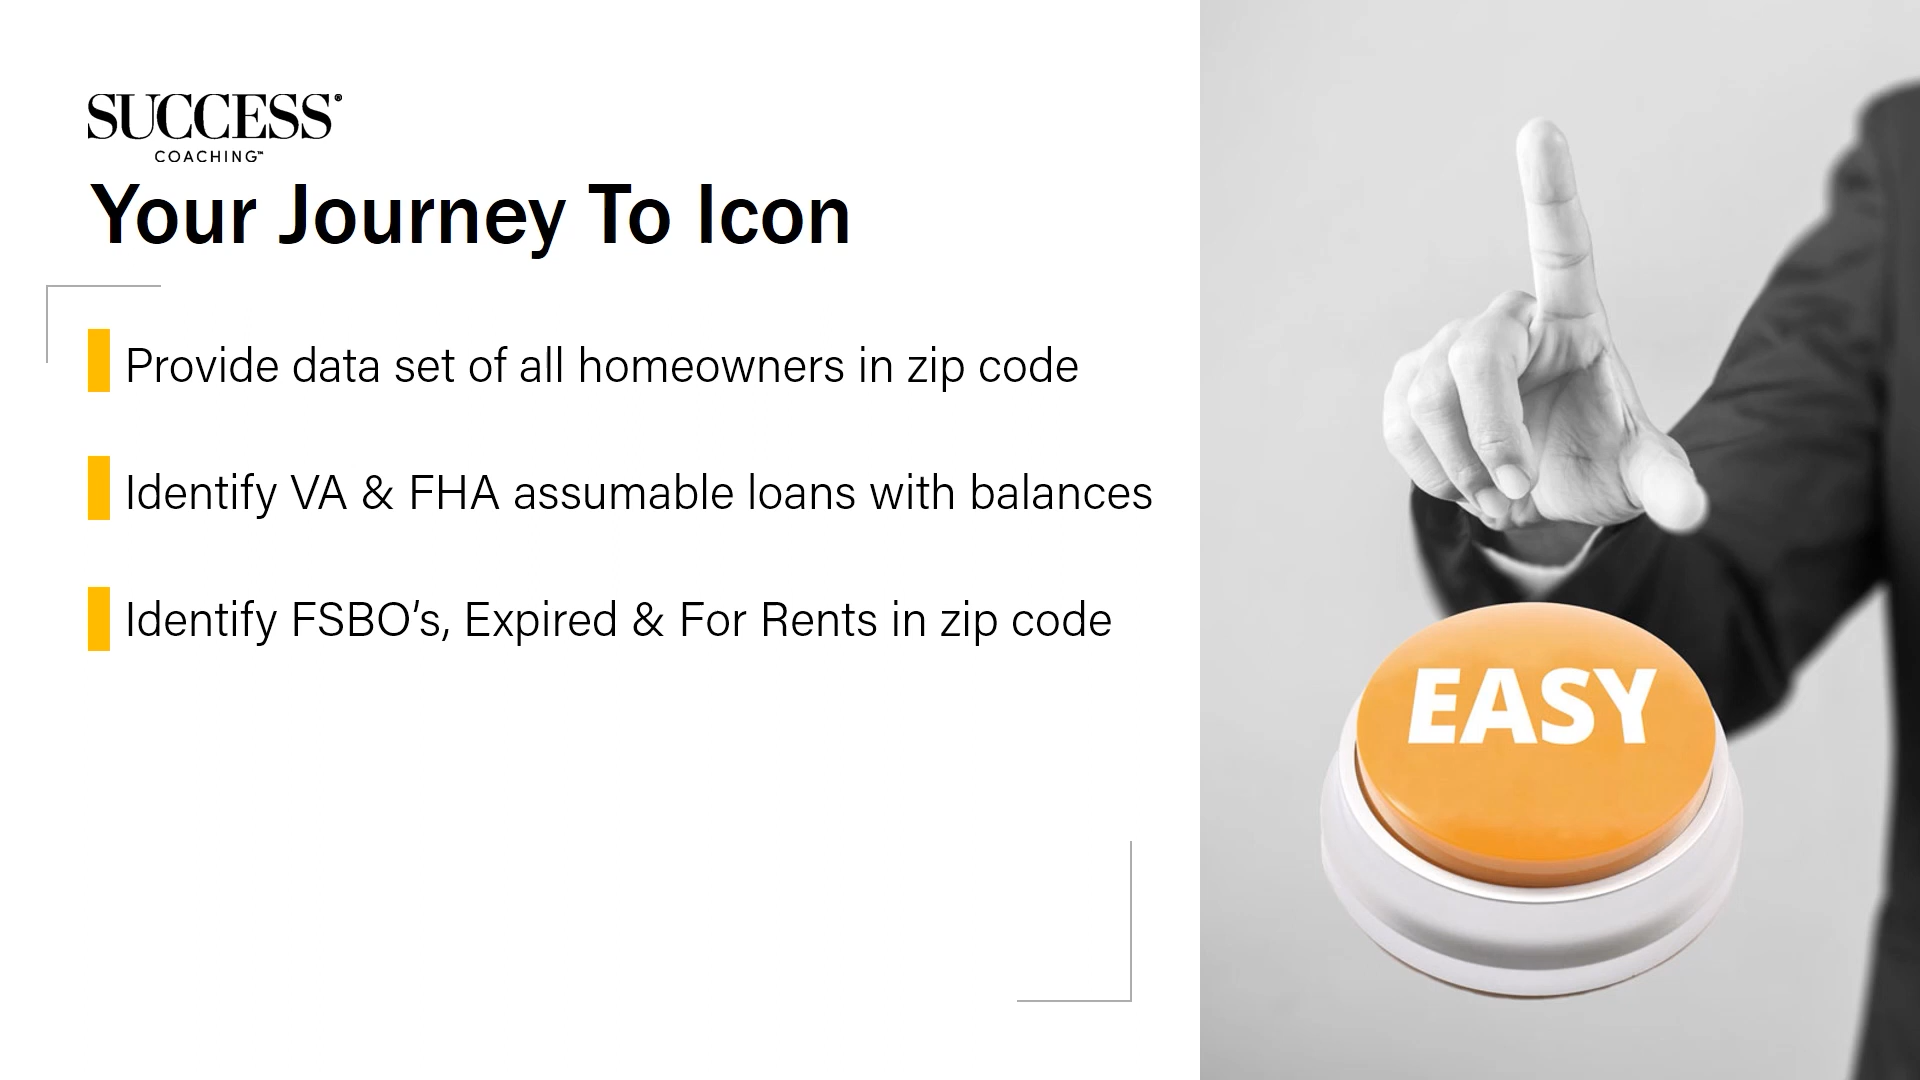 SUCCESS®
COACHING™
Your Journey To Icon
Provide data set of all homeowners in zip code
Identify VA & FHA assumable loans with balances
Identify FSBO’s, Expired & For Rents in zip code
EASY